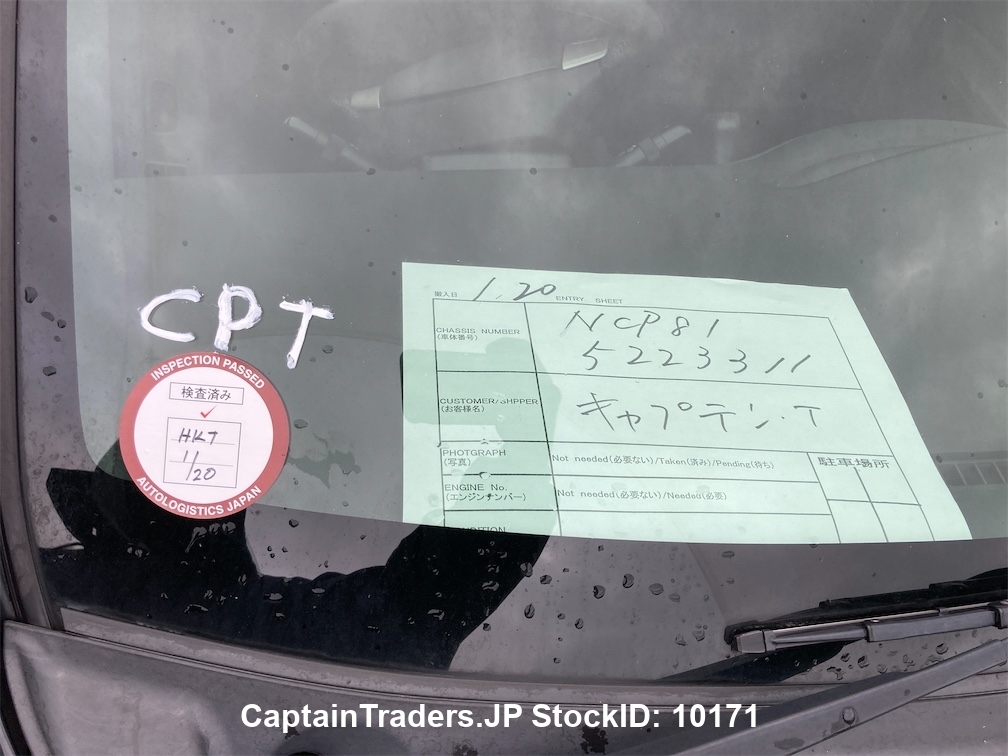 CPT
INSPECTION PASSED
検査済み
HKT
1/20
AUTOLOGISTICS JAPAN
搬入日 1.20 ENTRY SHEET
CHASSIS NUMBER
(車体番号)
NCP81
5223311
CUSTOMER/SHPPER
(お客様名)
キャプテン.T
PHOTGRAPH
(写真)
Not needed(必要ない)/Taken(済み)/Pending(待ち)
駐車場所
ENGINE No.
(エンジンナンバー)
Not needed(必要ない)/Needed(必要)
CaptainTraders.JP StockID: 10171